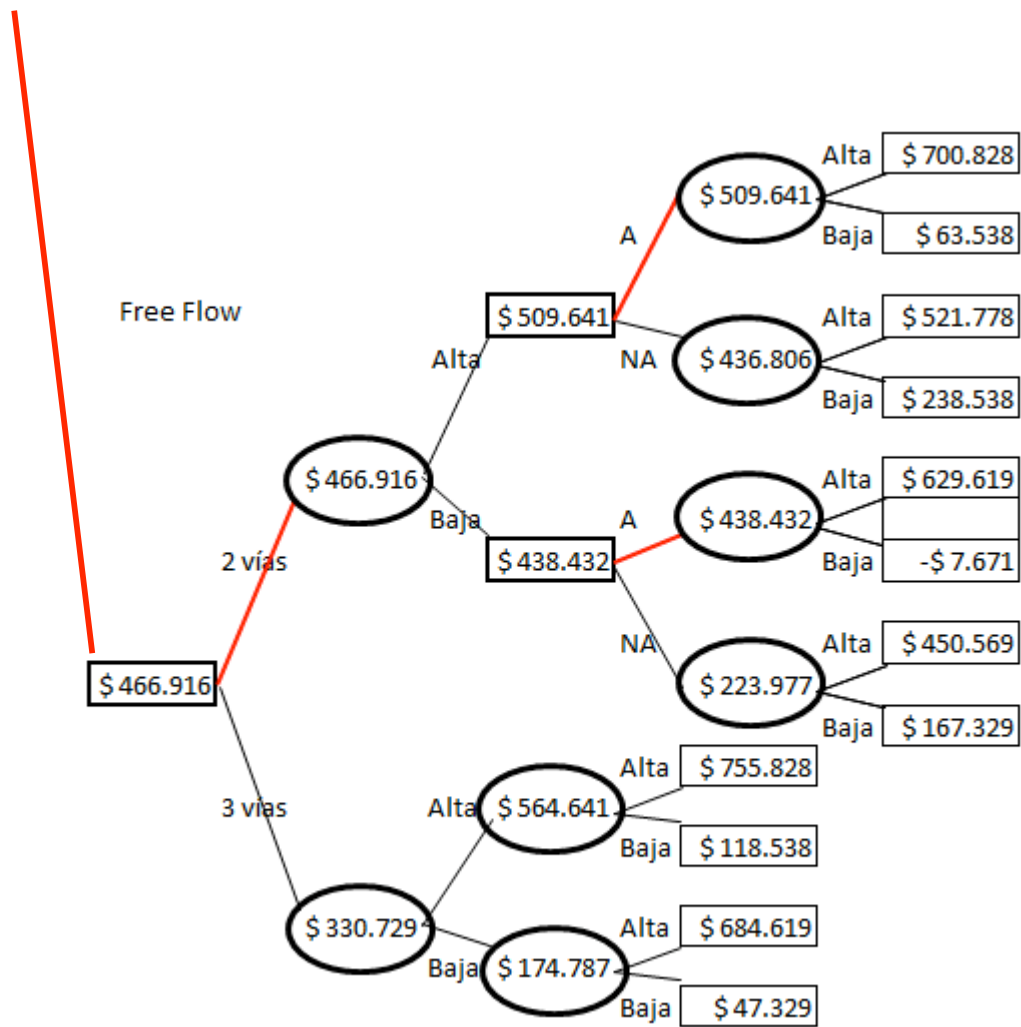 Alta $ 700.828
$ 509.641
A Baja $ 63.538
Free Flow $ 509.641 Alta $ 521.778
Alta NA $ 436.806
Baja $ 238.538
$ 466.916 Alta $ 629.619
Baja A $ 438.432
2 vías $ 438.432 Baja -$ 7.671
NA Alta $ 450.569
$ 466.916 $ 223.977
Baja $ 167.329
Alta $ 755.828
3 vías Alta $ 564.641
Baja $ 118.538
$ 330.729 Alta $ 684.619
Baja $ 174.787
Baja $ 47.329